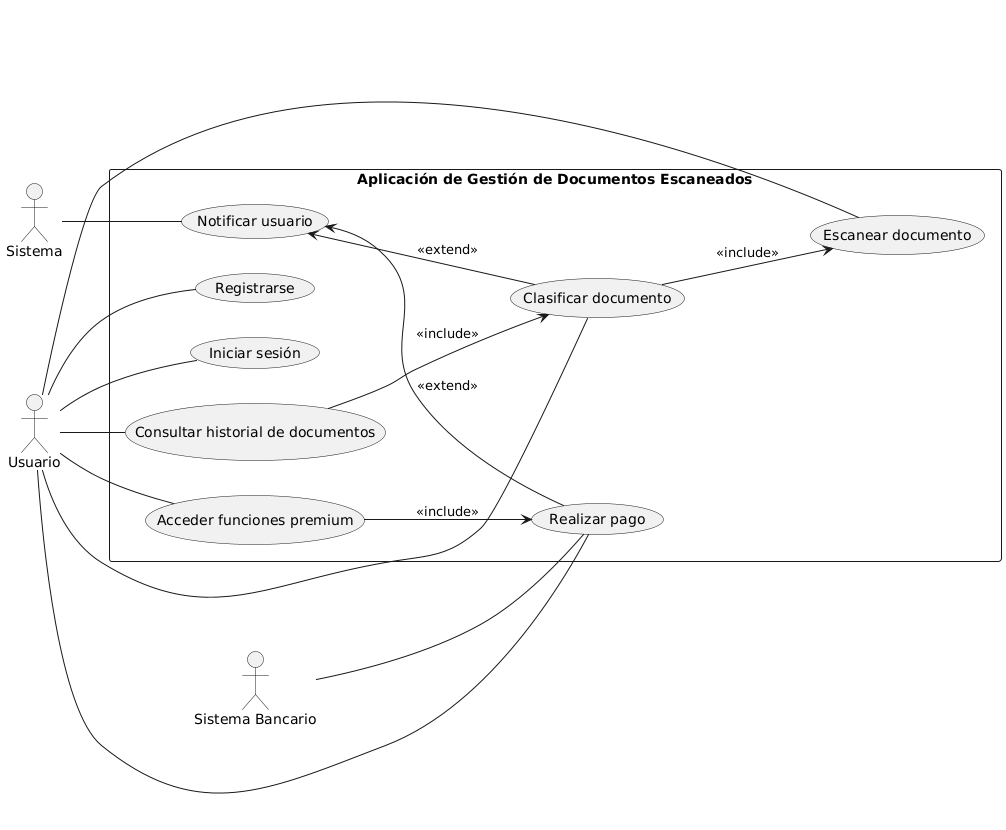 Aplicación de Gestión de Documentos Escaneados
Sistema
Notificar usuario
Escanear documento
«extend»
«include»
Registrarse
Clasificar documento
«include»
Iniciar sesión
«extend»
Usuario
Consultar historial de documentos
Acceder funciones premium
«include»
Realizar pago
Sistema Bancario